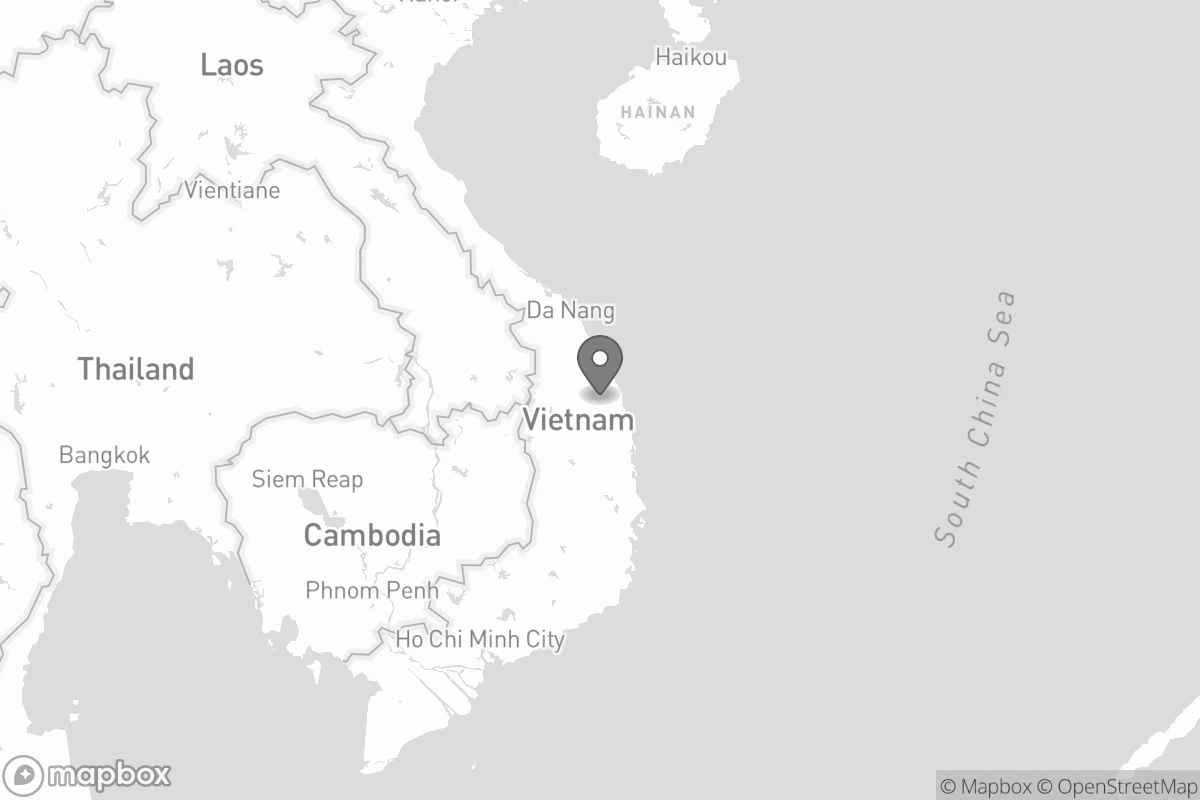 Hanoi
Laos
Haikou
HAINAN
Vientiane
Da Nang
South China Sea
Thailand
Vietnam
Bangkok
Siem Reap
Cambodia
Phnom Penh
Ho Chi Minh City
mapbox
© Mapbox © OpenStreetMap